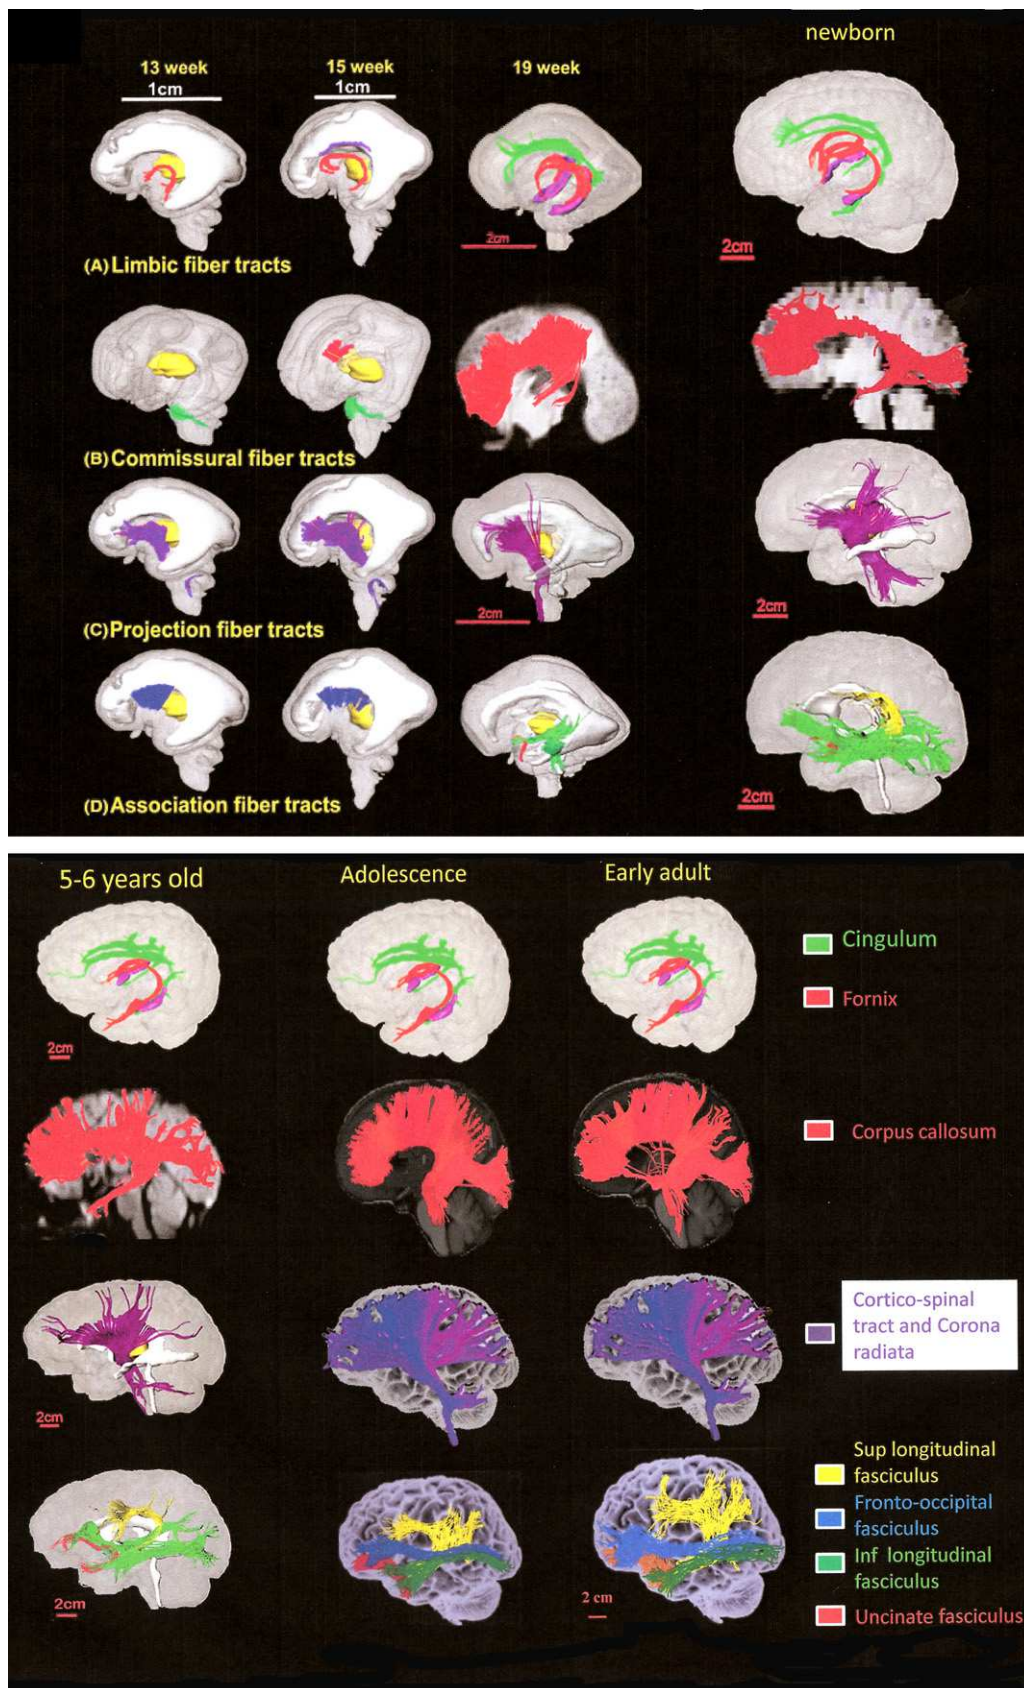 newborn
13 week
15 week
19 week
1cm
1cm
2cm
2cm
(A) Limbic fiber tracts
(B) Commissural fiber tracts
2cm
2cm
(C) Projection fiber tracts
2cm
(D) Association fiber tracts
5-6 years old
Adolescence
Early adult
Cingulum
Fornix
2cm
Corpus callosum
Cortico-spinal
tract and Corona
radiata
2cm
Sup longitudinal
fasciculus
Fronto-occipital
fasciculus
Inf longitudinal
fasciculus
2cm
2 cm
Uncinate fasciculus